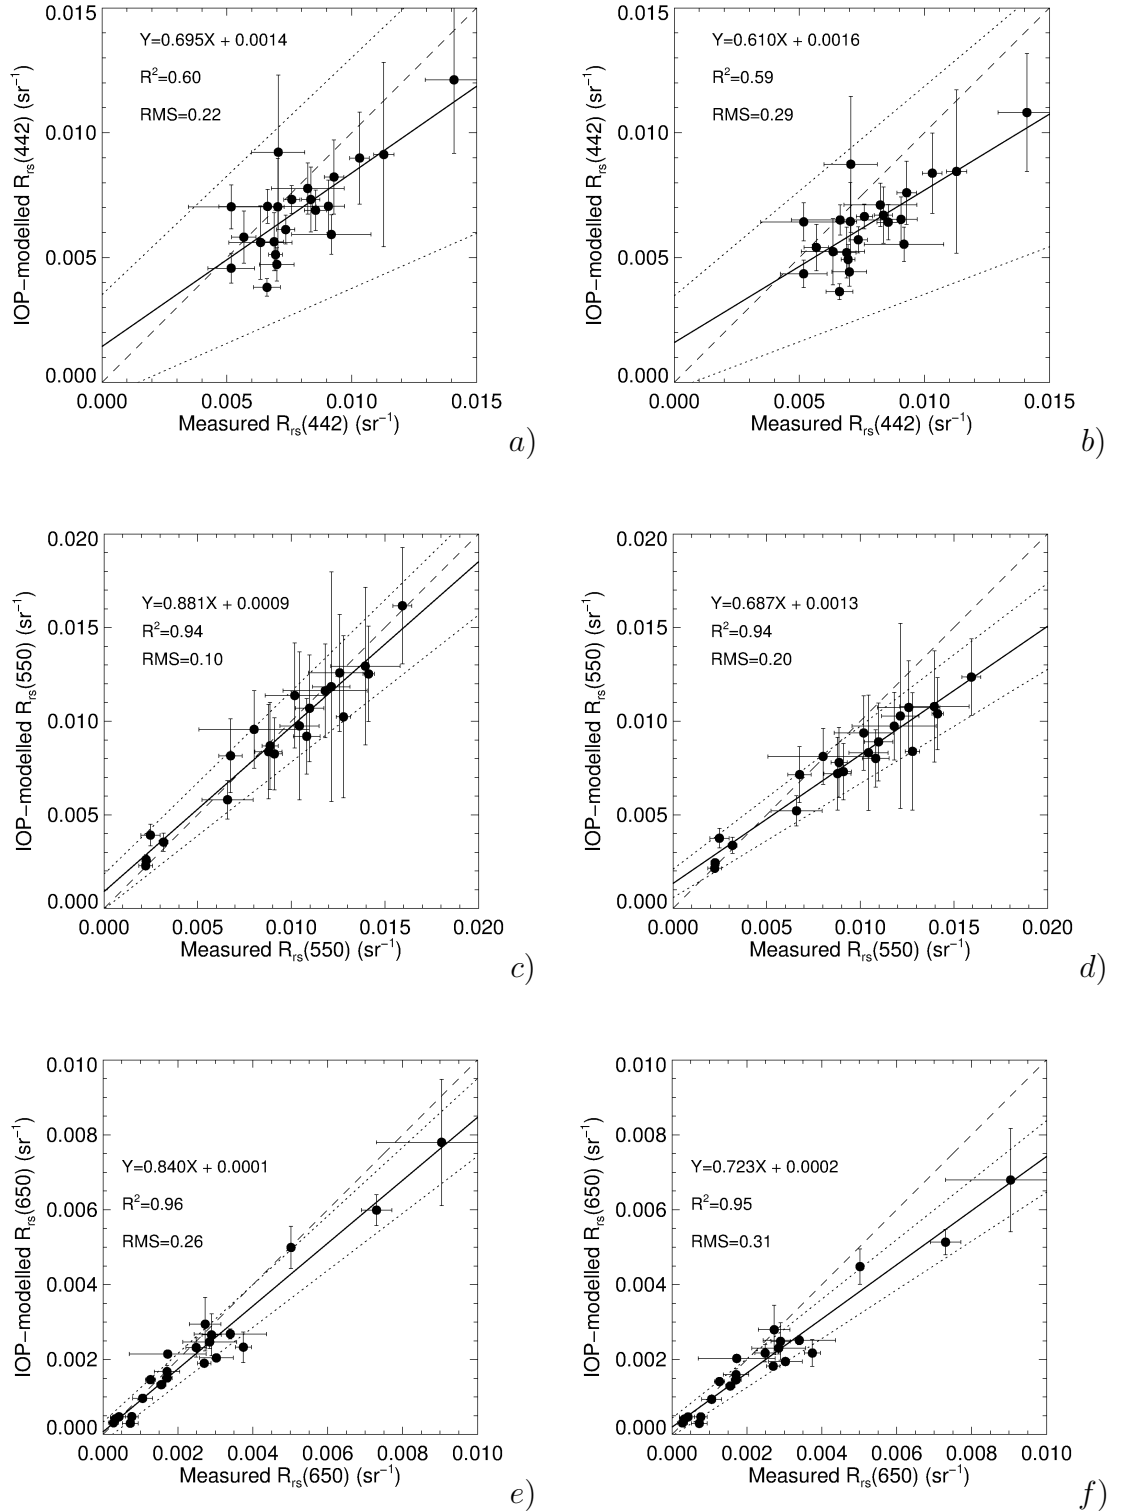 Y=0.695X + 0.0014
R²=0.60
RMS=0.22
IOP−modelled Rrs(442) (sr⁻¹)
0.015
0.010
0.005
0.000
0.000 0.005 0.010 0.015
Measured Rrs(442) (sr⁻¹)
a)
Y=0.610X + 0.0016
R²=0.59
RMS=0.29
IOP−modelled Rrs(442) (sr⁻¹)
0.015
0.010
0.005
0.000
0.000 0.005 0.010 0.015
Measured Rrs(442) (sr⁻¹)
b)
Y=0.881X + 0.0009
R²=0.94
RMS=0.10
IOP−modelled Rrs(550) (sr⁻¹)
0.020
0.015
0.010
0.005
0.000
0.000 0.005 0.010 0.015 0.020
Measured Rrs(550) (sr⁻¹)
c)
Y=0.687X + 0.0013
R²=0.94
RMS=0.20
IOP−modelled Rrs(550) (sr⁻¹)
0.020
0.015
0.010
0.005
0.000
0.000 0.005 0.010 0.015 0.020
Measured Rrs(550) (sr⁻¹)
d)
Y=0.840X + 0.0001
R²=0.96
RMS=0.26
IOP−modelled Rrs(650) (sr⁻¹)
0.010
0.008
0.006
0.004
0.002
0.000
0.000 0.002 0.004 0.006 0.008 0.010
Measured Rrs(650) (sr⁻¹)
e)
Y=0.723X + 0.0002
R²=0.95
RMS=0.31
IOP−modelled Rrs(650) (sr⁻¹)
0.010
0.008
0.006
0.004
0.002
0.000
0.000 0.002 0.004 0.006 0.008 0.010
Measured Rrs(650) (sr⁻¹)
f)